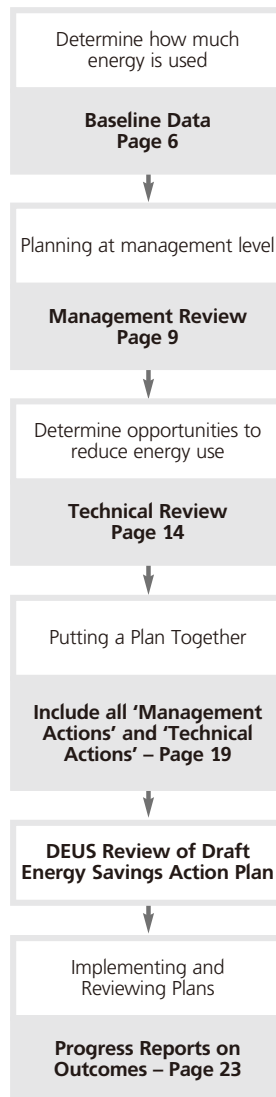 Determine how much
energy is used
Baseline Data
Page 6
Planning at management level
Management Review
Page 9
Determine opportunities to
reduce energy use
Technical Review
Page 14
Putting a Plan Together
Include all ‘Management
Actions’ and ‘Technical
Actions’ – Page 19
DEUS Review of Draft
Energy Savings Action Plan
Implementing and
Reviewing Plans
Progress Reports on
Outcomes – Page 23